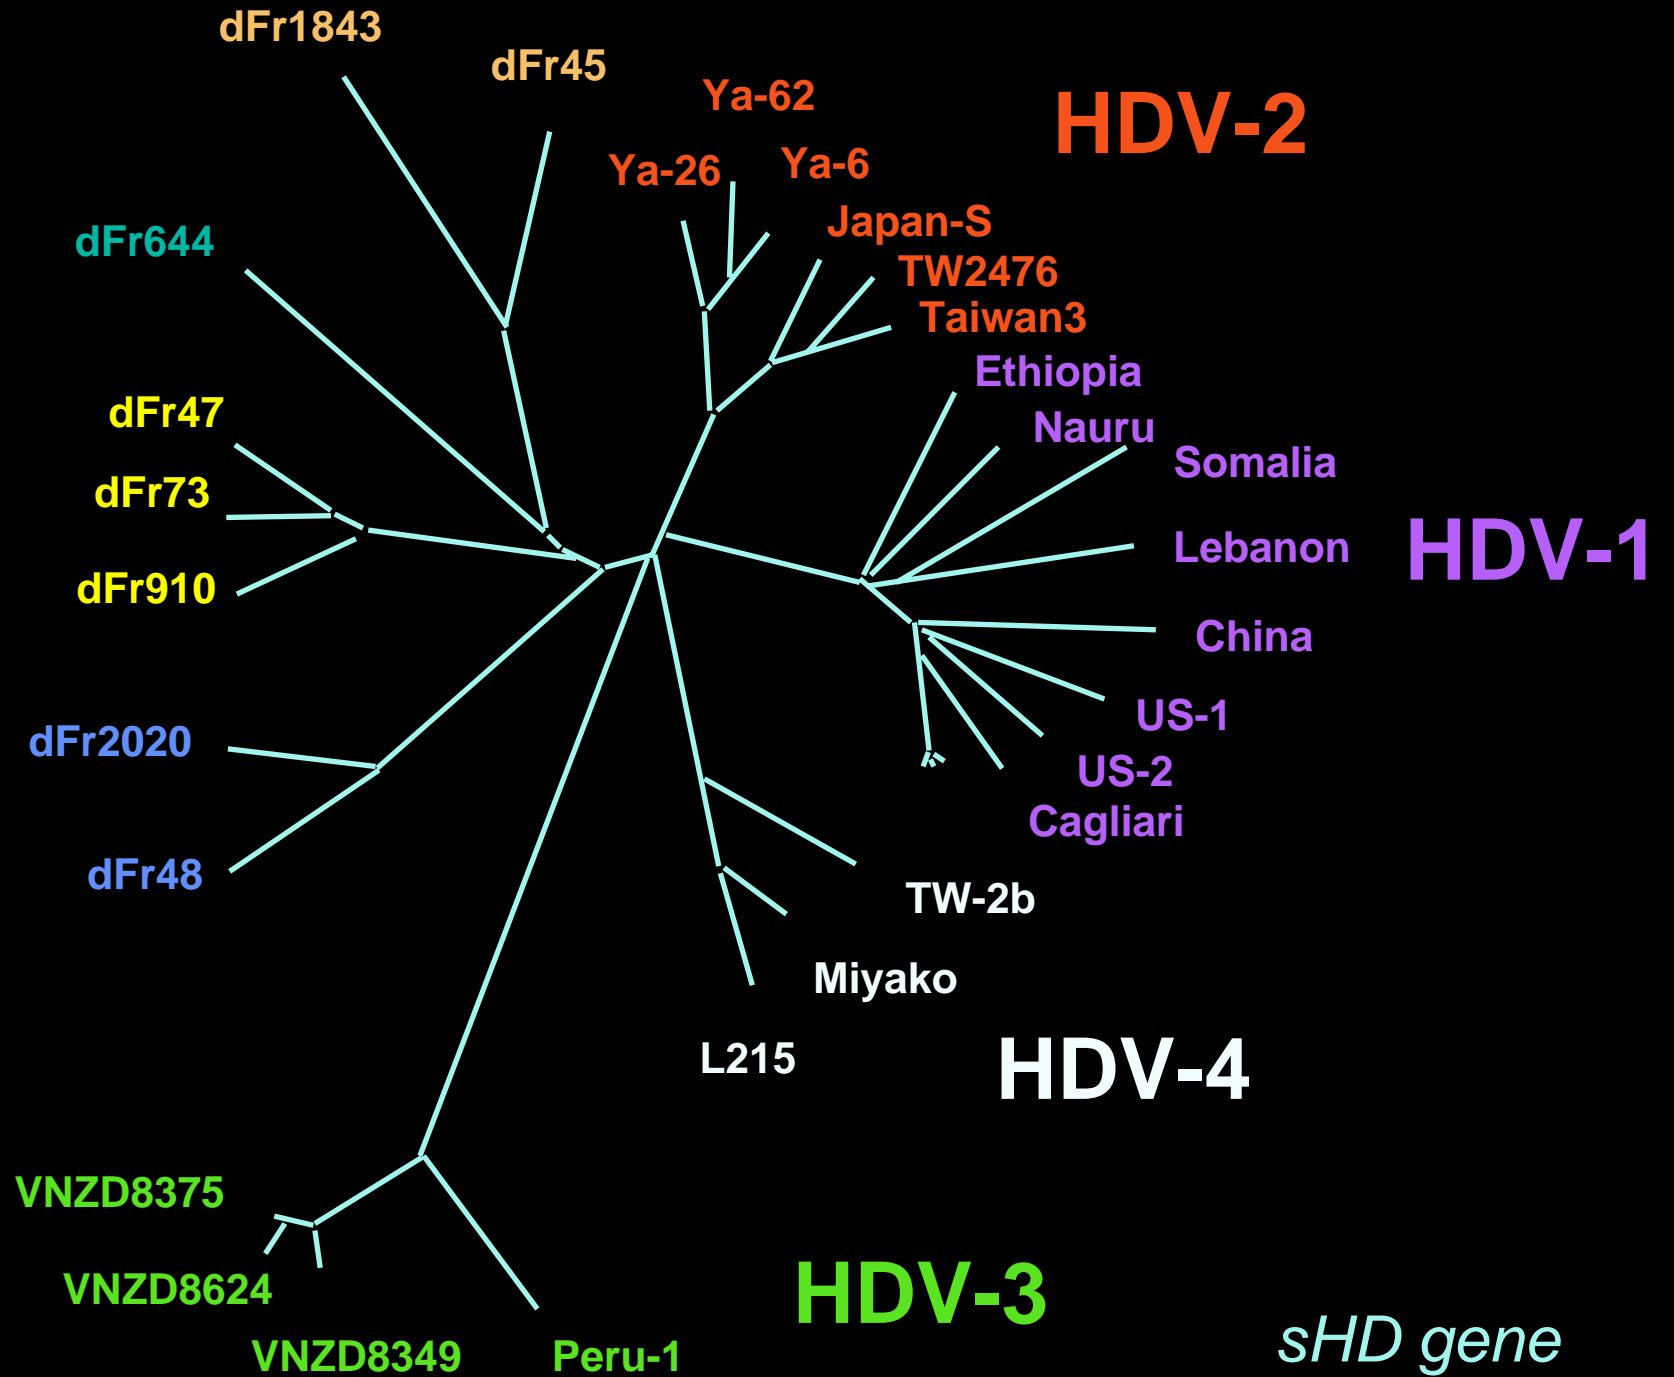 dFr1843
dFr45
Ya-62
HDV-2
Ya-26
Ya-6
Japan-S
dFr644
TW2476
Taiwan3
Ethiopia
dFr47
Nauru
Somalia
dFr73
Lebanon
HDV-1
dFr910
China
US-1
dFr2020
US-2
Cagliari
dFr48
TW-2b
Miyako
L215
HDV-4
VNZD8375
VNZD8624
HDV-3
sHD gene
VNZD8349
Peru-1